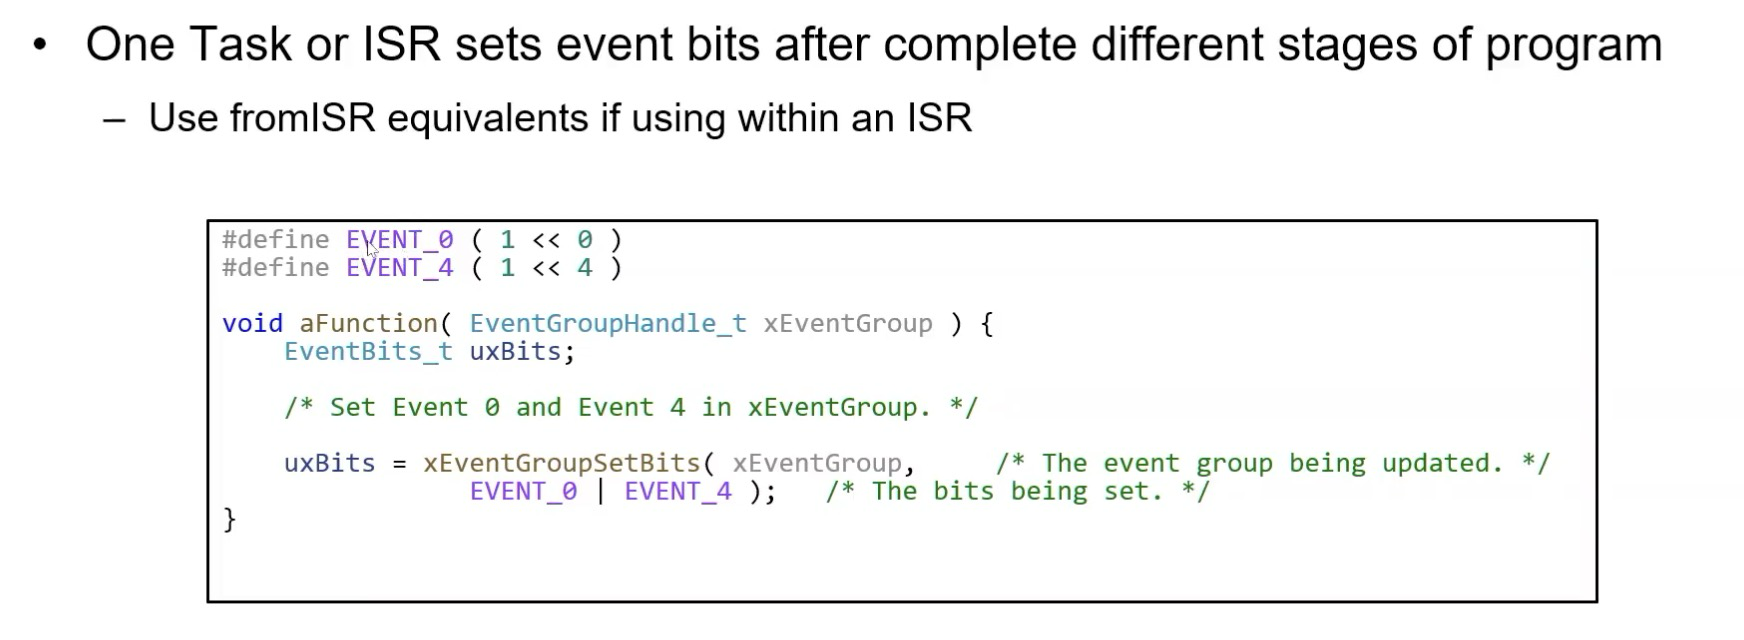 • One Task or ISR sets event bits after complete different stages of program
– Use fromISR equivalents if using within an ISR
#define EVENT_0 ( 1 << 0 )
#define EVENT_4 ( 1 << 4 )
void aFunction( EventGroupHandle_t xEventGroup ) {
    EventBits_t uxBits;
    /* Set Event 0 and Event 4 in xEventGroup. */
    uxBits = xEventGroupSetBits( xEventGroup,     /* The event group being updated. */
                EVENT_0 | EVENT_4 );   /* The bits being set. */
}